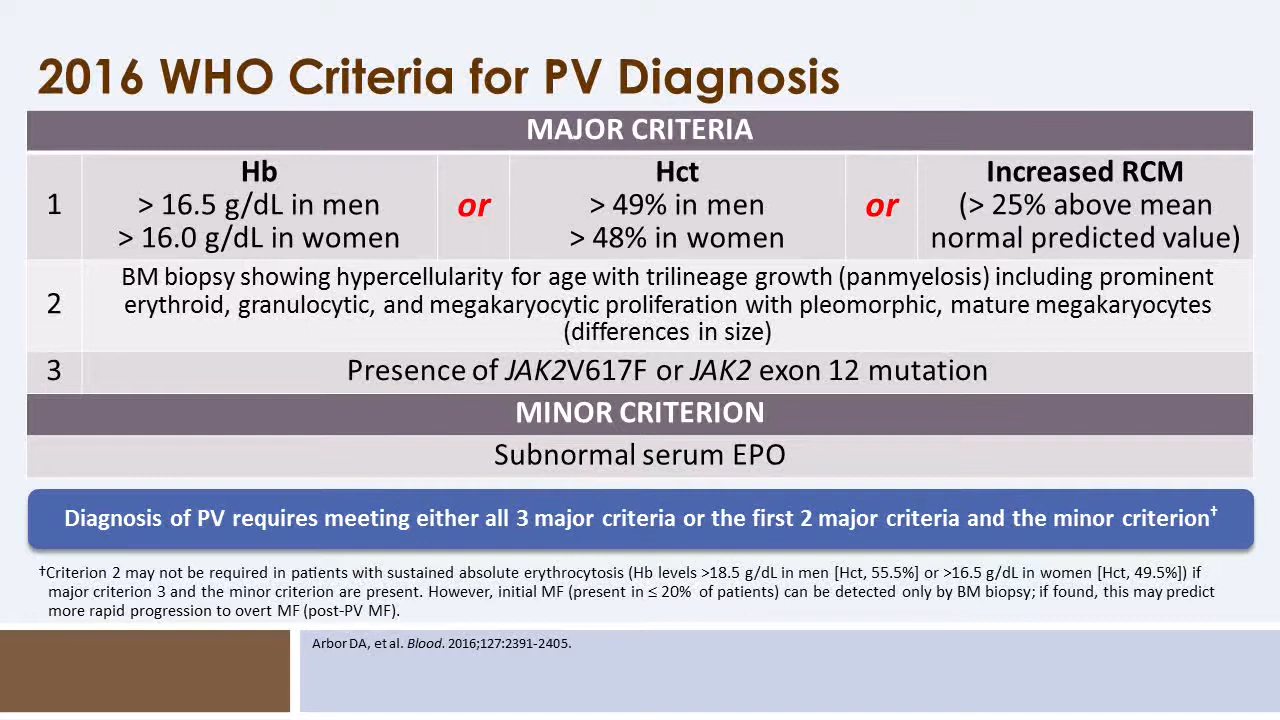 2016 WHO Criteria for PV Diagnosis
MAJOR CRITERIA
1
Hb
> 16.5 g/dL in men
> 16.0 g/dL in women
or
Hct
> 49% in men
> 48% in women
or
Increased RCM
(> 25% above mean
normal predicted value)
2
BM biopsy showing hypercellularity for age with trilineage growth (panmyelosis) including prominent
erythroid, granulocytic, and megakaryocytic proliferation with pleomorphic, mature megakaryocytes
(differences in size)
3
Presence of JAK2V617F or JAK2 exon 12 mutation
MINOR CRITERION
Subnormal serum EPO
Diagnosis of PV requires meeting either all 3 major criteria or the first 2 major criteria and the minor criterion†
†Criterion 2 may not be required in patients with sustained absolute erythrocytosis (Hb levels >18.5 g/dL in men [Hct, 55.5%] or >16.5 g/dL in women [Hct, 49.5%]) if
major criterion 3 and the minor criterion are present. However, initial MF (present in ≤ 20% of patients) can be detected only by BM biopsy; if found, this may predict
more rapid progression to overt MF (post-PV MF).
Arbor DA, et al. Blood. 2016;127:2391-2405.